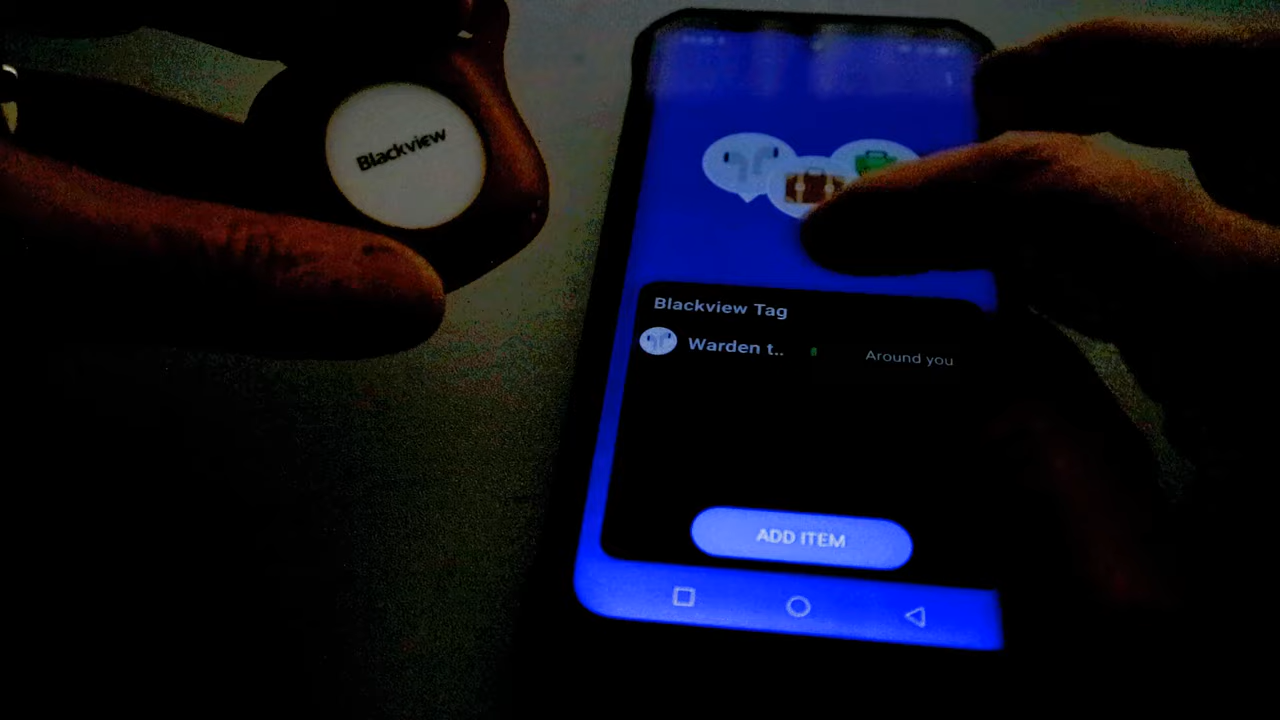 Blackview
Blackview Tag
Warden t..
Around you
ADD ITEM